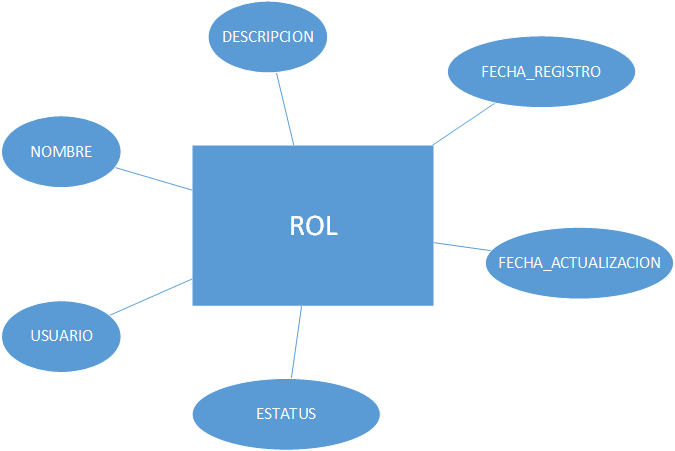 DESCRIPCION
FECHA_REGISTRO
NOMBRE
ROL
FECHA_ACTUALIZACION
USUARIO
ESTATUS